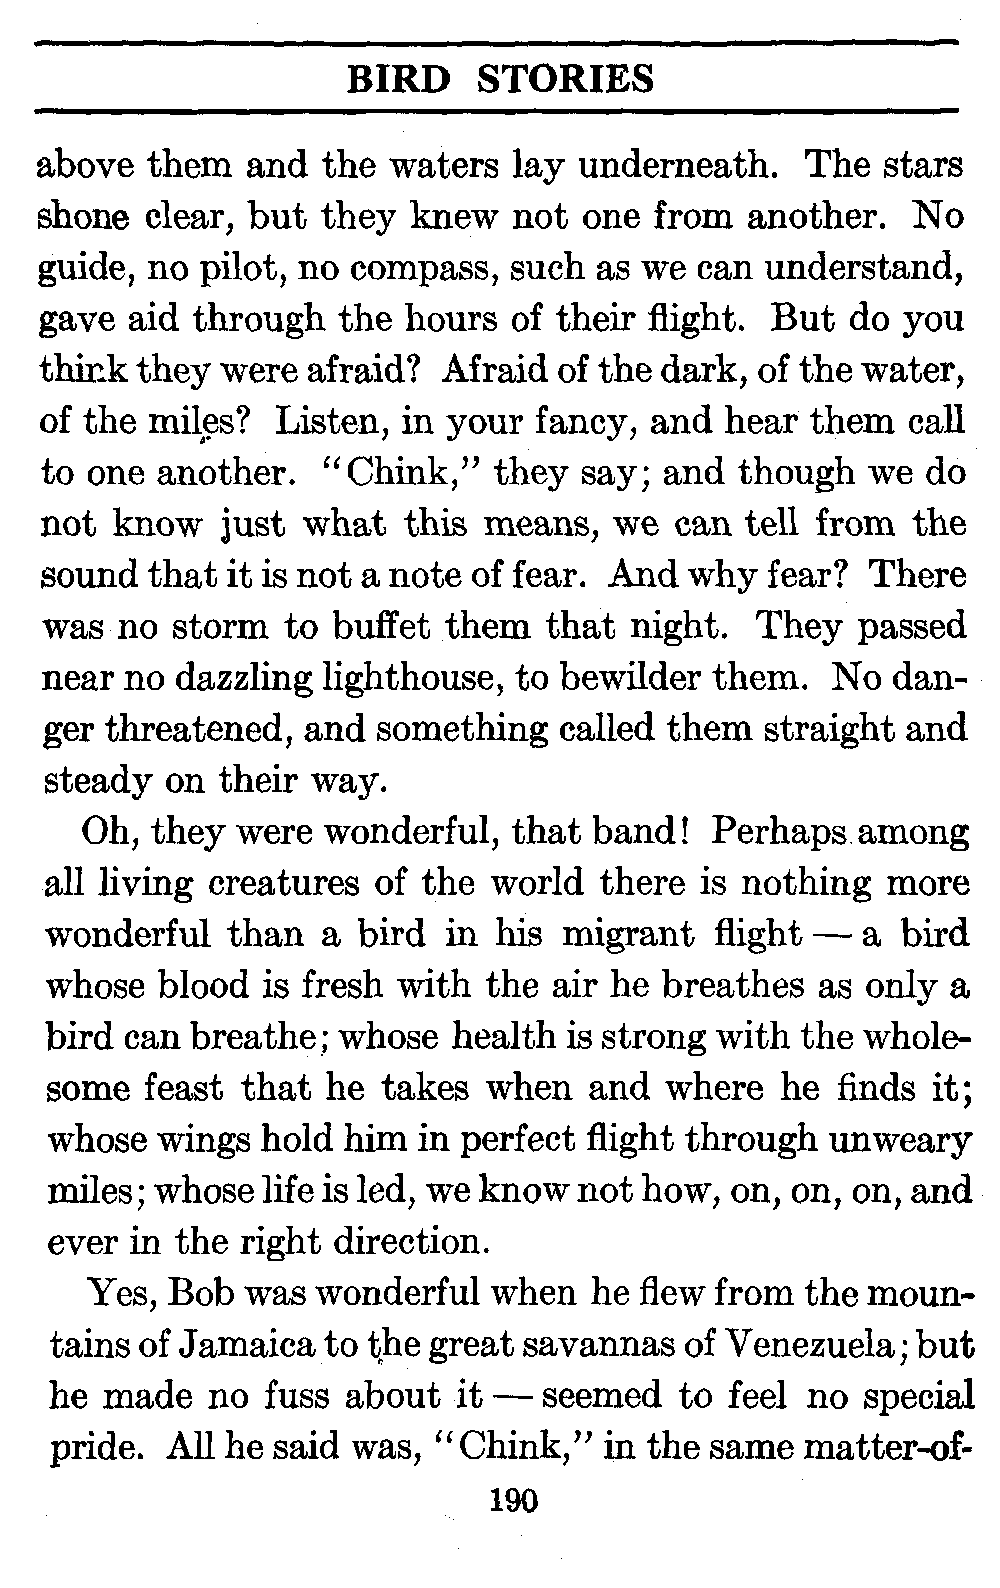 BIRD STORIES
above them and the waters lay underneath. The stars
shone clear, but they knew not one from another. No
guide, no pilot, no compass, such as we can understand,
gave aid through the hours of their flight. But do you
think they were afraid? Afraid of the dark, of the water,
of the miles? Listen, in your fancy, and hear them call
to one another. "Chink," they say; and though we do
not know just what this means, we can tell from the
sound that it is not a note of fear. And why fear? There
was no storm to buffet them that night. They passed
near no dazzling lighthouse, to bewilder them. No dan-
ger threatened, and something called them straight and
steady on their way.
Oh, they were wonderful, that band! Perhaps among
all living creatures of the world there is nothing more
wonderful than a bird in his migrant flight — a bird
whose blood is fresh with the air he breathes as only a
bird can breathe; whose health is strong with the whole-
some feast that he takes when and where he finds it;
whose wings hold him in perfect flight through unweary
miles; whose life is led, we know not how, on, on, on, and
ever in the right direction.
Yes, Bob was wonderful when he flew from the moun-
tains of Jamaica to the great savannas of Venezuela; but
he made no fuss about it — seemed to feel no special
pride. All he said was, "Chink," in the same matter-of-
190